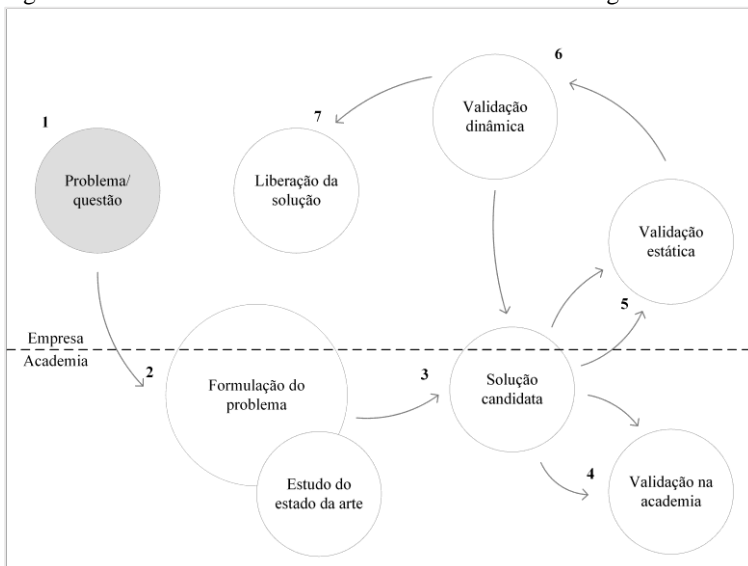 6
Validação
dinâmica
7
1
Problema/
questão
Liberação da
solução
Validação
estática
5
Empresa
Academia
2
Formulação do
problema
3
Solução
candidata
Estudo do
estado da arte
4
Validação na
academia